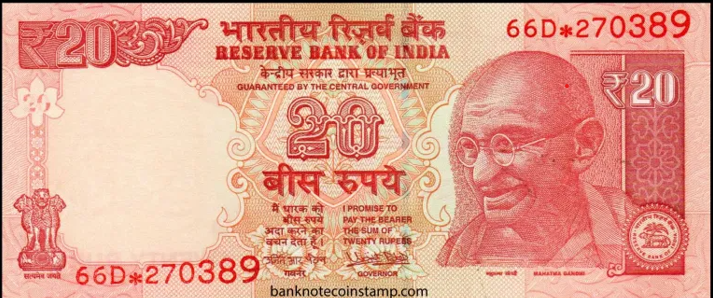 ₹20
भारतीय रिज़र्व बैंक
RESERVE BANK OF INDIA
66D*270389
केन्द्रीय सरकार द्वारा प्रत्याभूत
GUARANTEED BY THE CENTRAL GOVERNMENT
₹20
20
बीस रुपये
मैं धारक को
बीस रुपये
अदा करने का
वचन देता हूँ।
I PROMISE TO
PAY THE BEARER
THE SUM OF
TWENTY RUPEES
गवर्नर
GOVERNOR
सत्यमेव जयते
66D*270389
महात्मा गांधी
MAHATMA GANDHI
banknotecoinstamp.com